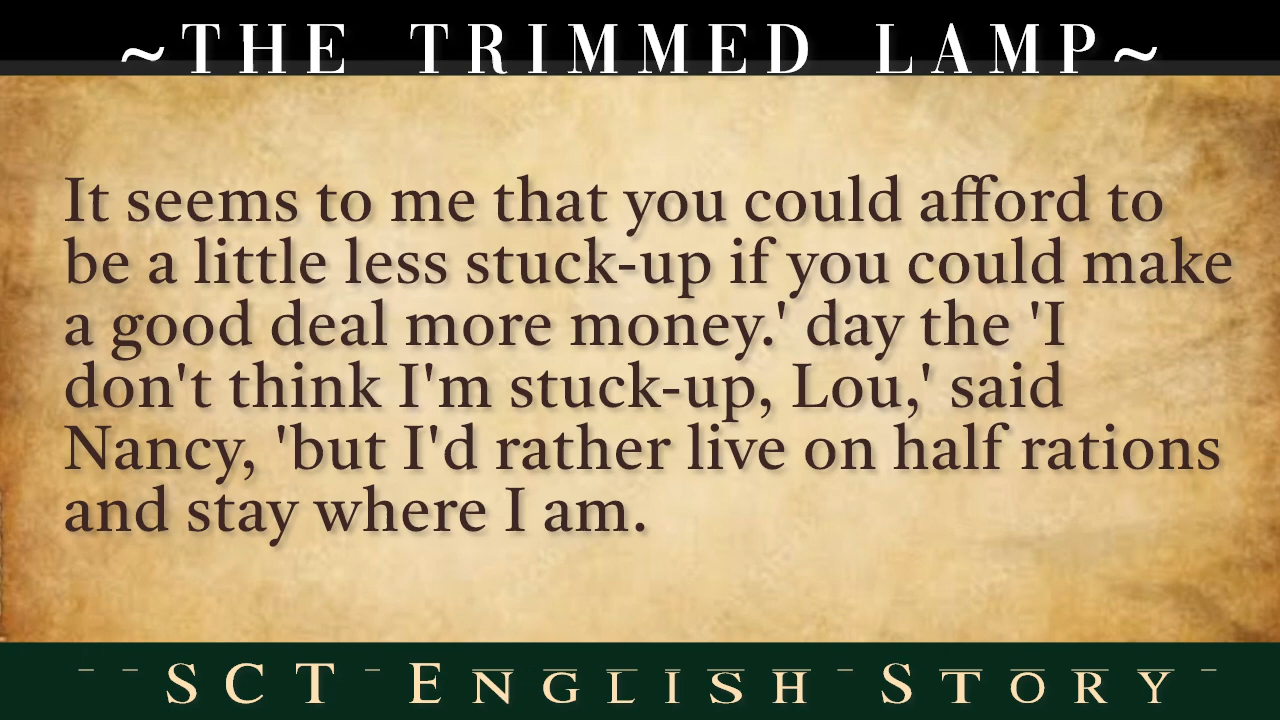 ~THE TRIMMED LAMP~
It seems to me that you could afford to
be a little less stuck-up if you could make
a good deal more money.' day the 'I
don't think I'm stuck-up, Lou,' said
Nancy, 'but I'd rather live on half rations
and stay where I am.
SCT English Story